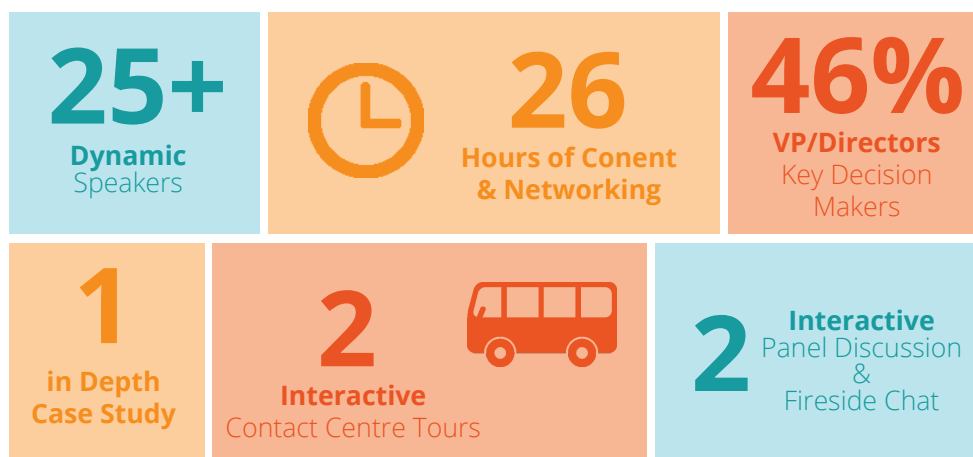 25+
Dynamic
Speakers
26
Hours of Conent
& Networking
46%
VP/Directors
Key Decision
Makers
1
in Depth
Case Study
2
Interactive
Contact Centre Tours
2
Interactive
Panel Discussion
&
Fireside Chat